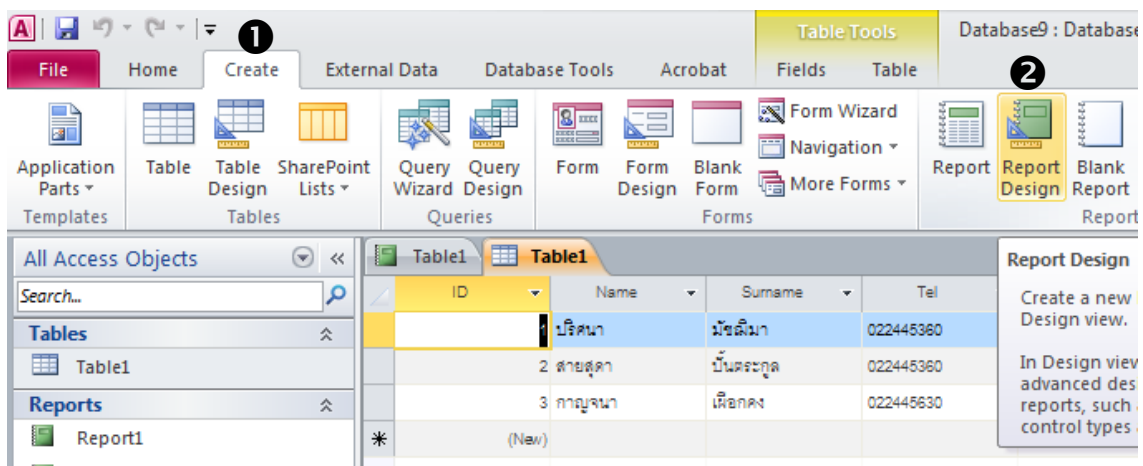 A
❶
Table Tools
Database9 : Database
File Home Create External Data Database Tools Acrobat Fields Table
❷
Application Parts
Table
Table Design
SharePoint Lists
Query Wizard
Query Design
Form
Form Design
Blank Form
Form Wizard
Navigation
More Forms
Report
Report Design
Blank Report
Templates Tables Queries Forms Report
All Access Objects «
Table1 Table1
Search...
ID Name Surname Tel
Tables
1 ปริศนา มัชฌิมา 022445360
Table1
2 สายสุดา ปั้นตระกูล 022445360
Reports
3 กาญจนา เผือกคง 022445630
Report1
(New)
Report Design
Create a new
Design view.
In Design view
advanced des
reports, such
control types